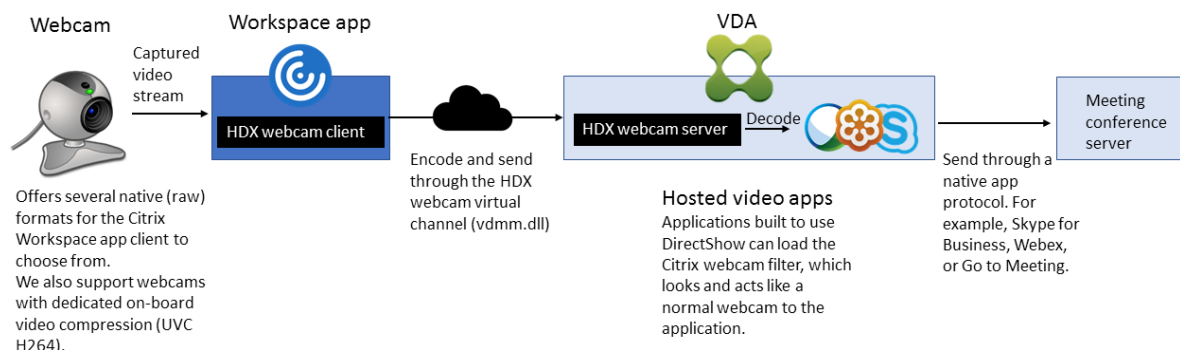 Webcam
Workspace app
VDA
Captured
video
stream
HDX webcam client
HDX webcam server
Decode
S
Meeting
conference
server
Offers several native (raw)
formats for the Citrix
Workspace app client to
choose from.
We also support webcams
with dedicated on-board
video compression (UVC
H264).
Encode and send
through the HDX
webcam virtual
channel (vdmm.dll)
Hosted video apps
Applications built to use
DirectShow can load the
Citrix webcam filter, which
looks and acts like a
normal webcam to the
application.
Send through a
native app
protocol. For
example, Skype for
Business, Webex,
or Go to Meeting.